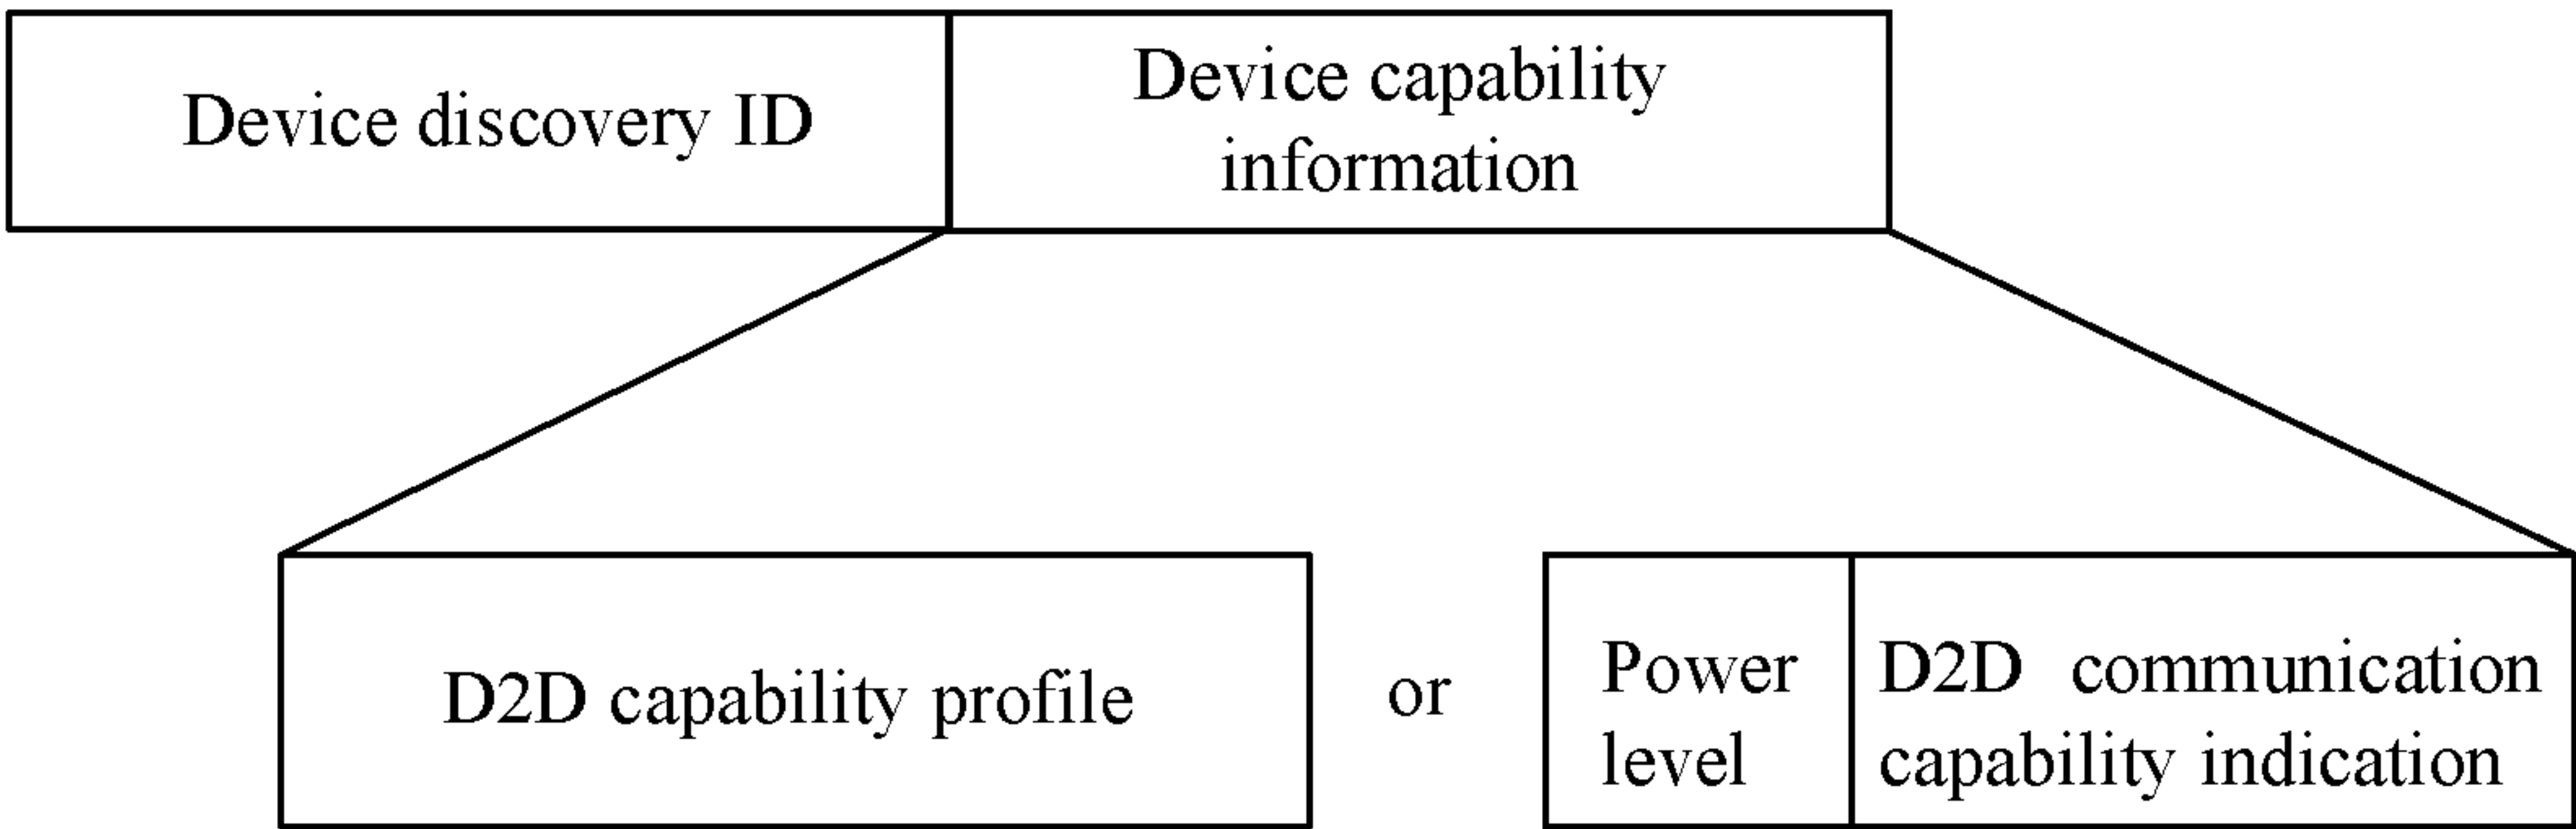 Device discovery ID
Device capability
information
D2D capability profile
or
Power
level
D2D communication
capability indication